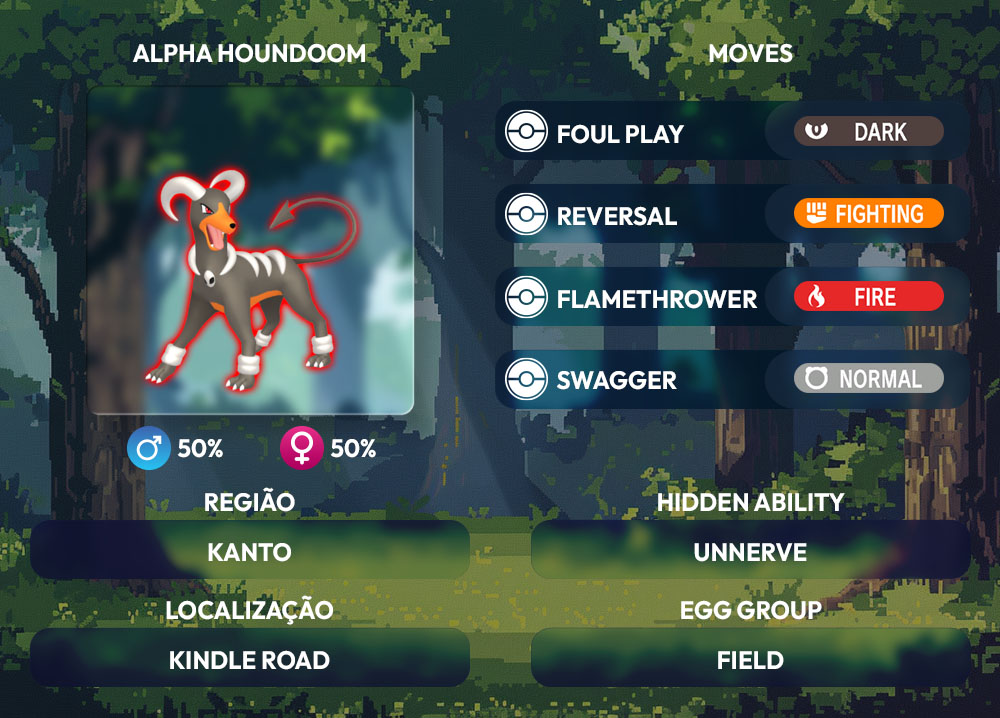 ALPHA HOUNDOOM
50%
50%
REGIÃO
KANTO
LOCALIZAÇÃO
KINDLE ROAD
MOVES
FOUL PLAY DARK
REVERSAL FIGHTING
FLAMETHROWER FIRE
SWAGGER NORMAL
HIDDEN ABILITY
UNNERVE
EGG GROUP
FIELD